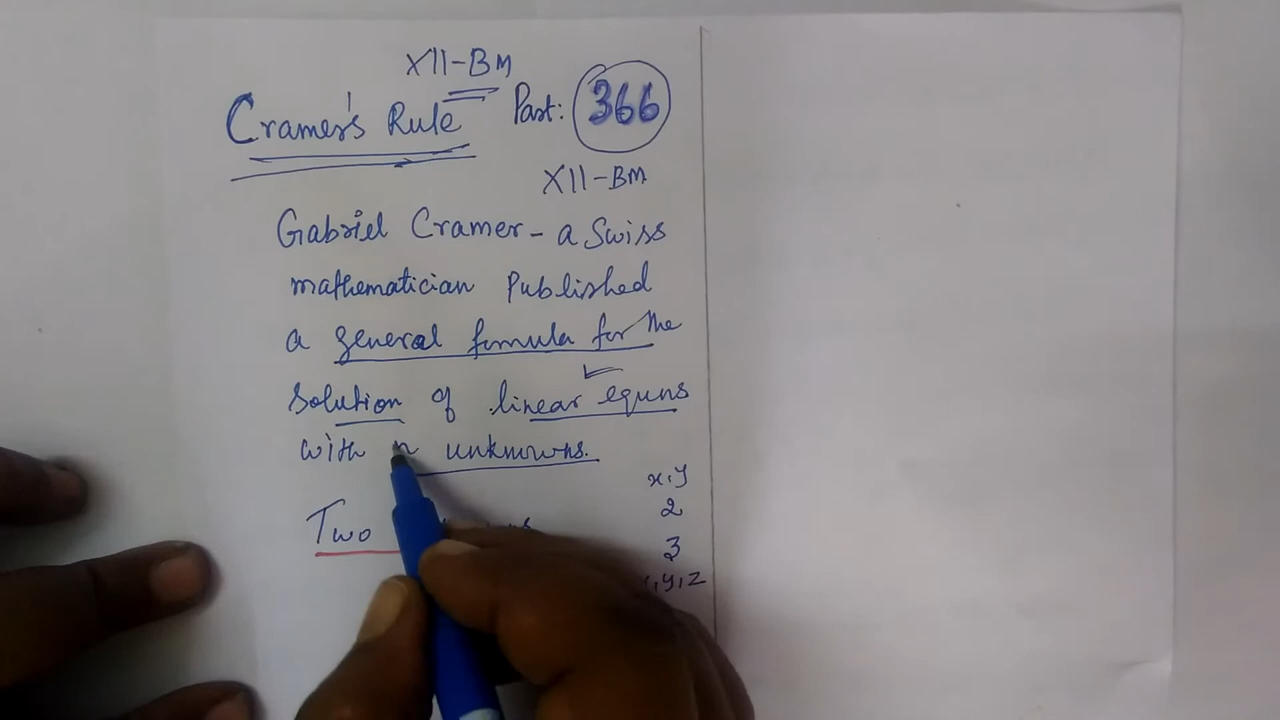 XII-BM
Cramer's Rule Part: 366
XII-BM
Gabriel Cramer - a Swiss
mathematician Published
a general formula for the
solution of linear equns
with n unknowns.
x,y
2
Two
3
,y,z